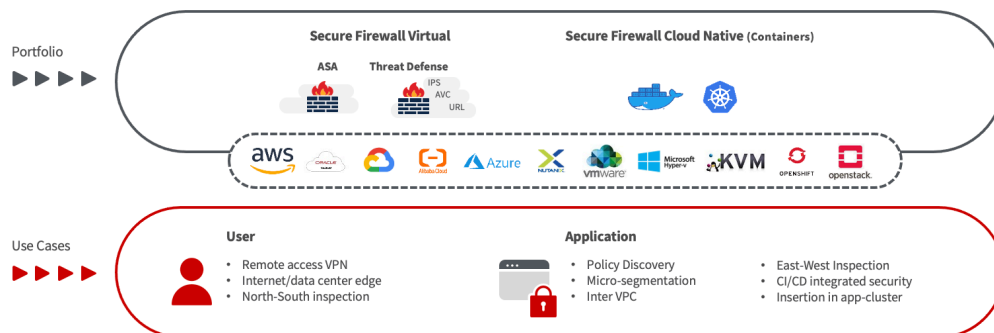 Portfolio
Secure Firewall Virtual
Secure Firewall Cloud Native (Containers)
ASA
Threat Defense
IPS
AVC
URL
aws
ORACLE
Alibaba Cloud
Azure
NUTANIX
vmware
Microsoft
Hyper-v
KVM
OPENSHIFT
openstack.
Use Cases
User
• Remote access VPN
• Internet/data center edge
• North-South inspection
Application
• Policy Discovery
• Micro-segmentation
• Inter VPC
• East-West Inspection
• CI/CD integrated security
• Insertion in app-cluster